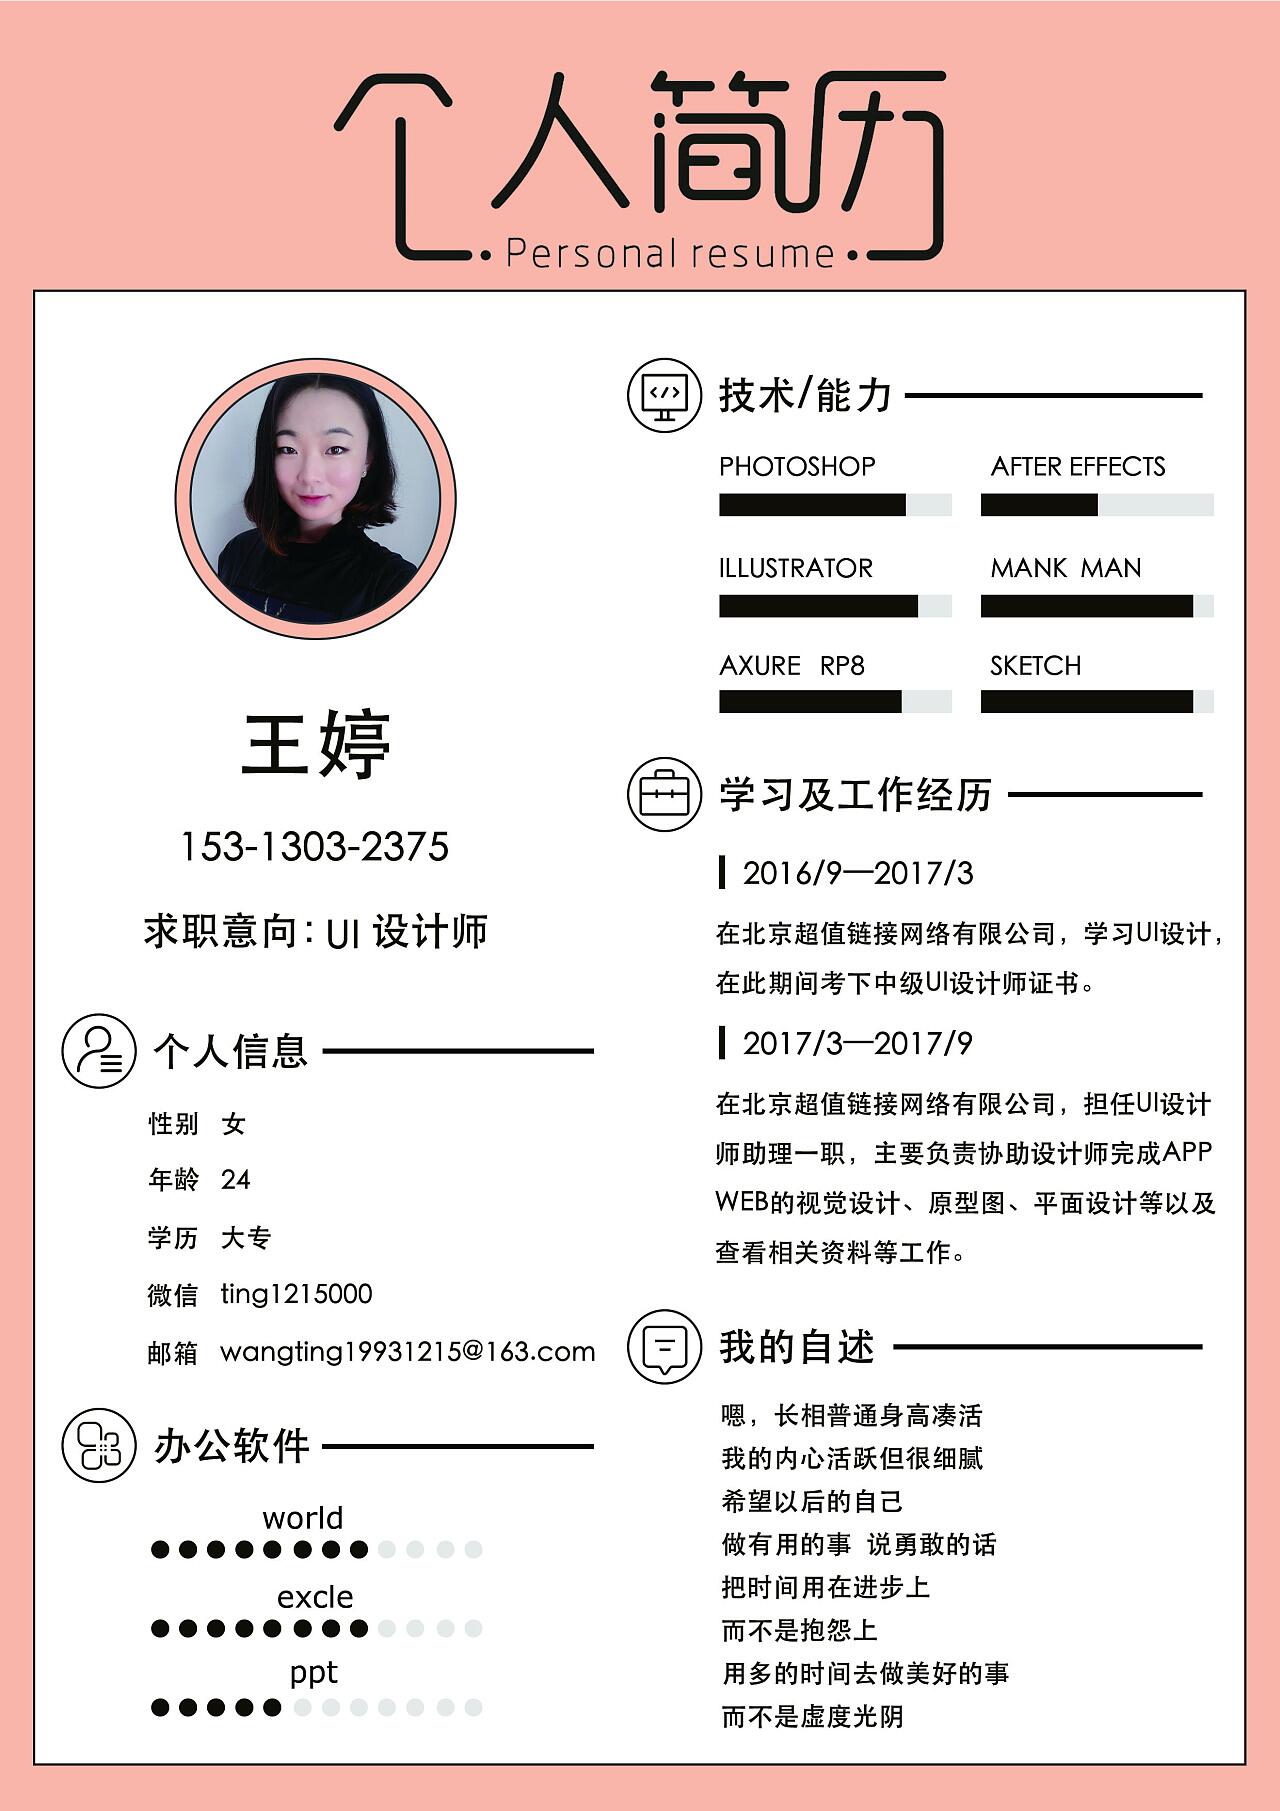 个人简历
Personal resume
王婷
153-1303-2375
求职意向：UI 设计师
个人信息
性别 女
年龄 24
学历 大专
微信 ting1215000
邮箱 wangting19931215@163.com
办公软件
world
excle
ppt
技术/能力
PHOTOSHOP AFTER EFFECTS
ILLUSTRATOR MANK MAN
AXURE RP8 SKETCH
学习及工作经历
2016/9—2017/3
在北京超值链接网络有限公司，学习UI设计，
在此期间考下中级UI设计师证书。
2017/3—2017/9
在北京超值链接网络有限公司，担任UI设计
师助理一职，主要负责协助设计师完成APP
WEB的视觉设计、原型图、平面设计等以及
查看相关资料等工作。
我的自述
嗯，长相普通身高凑活
我的内心活跃但很细腻
希望以后的自己
做有用的事 说勇敢的话
把时间用在进步上
而不是抱怨上
用多的时间去做美好的事
而不是虚度光阴